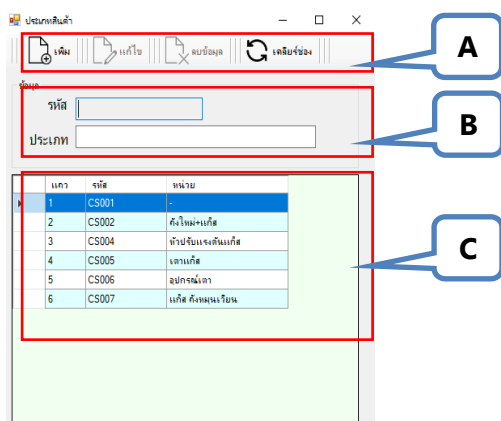 ประเภทสินค้า
เพิ่ม แก้ไข ลบข้อมูล เคลียร์ช่อง
A
ข้อมูล
รหัส
ประเภท
B
แถว รหัส หน่วย
1 CS001 -
2 CS002 ถังใหม่+แก๊ส
3 CS004 หัวปรับแรงดันแก๊ส
4 CS005 เตาแก๊ส
5 CS006 อุปกรณ์เตา
6 CS007 แก๊ส ถังหมุนเวียน
C